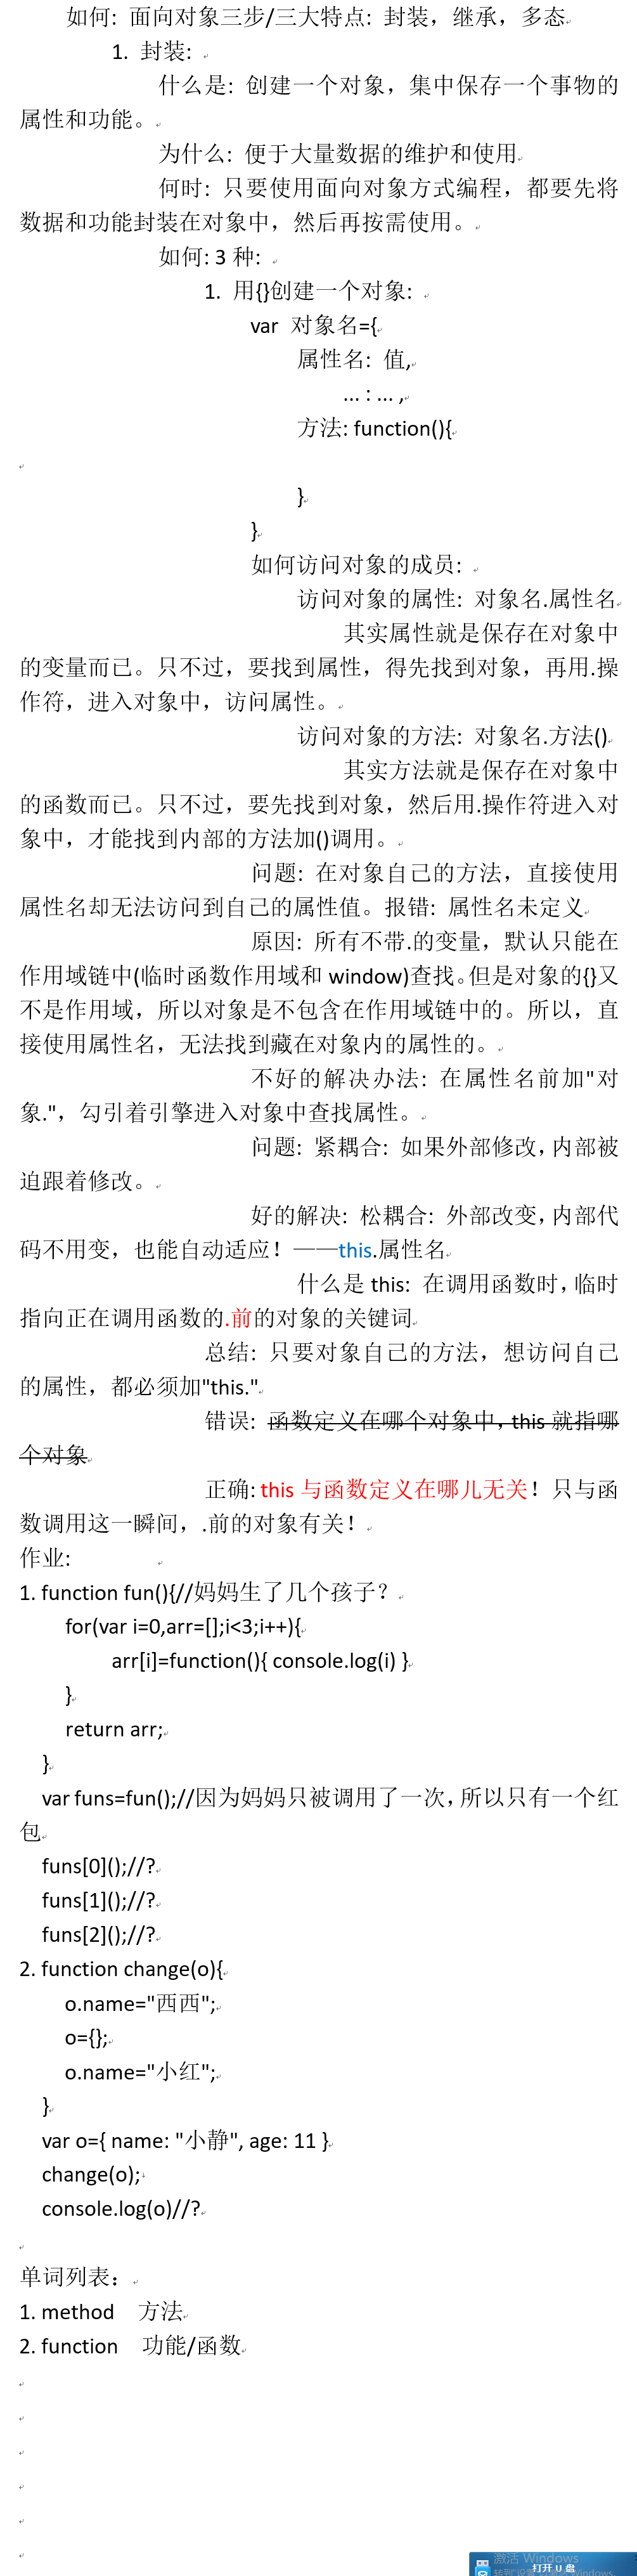 如何: 面向对象三步/三大特点: 封装，继承，多态
1. 封装:
什么是: 创建一个对象，集中保存一个事物的
属性和功能。
为什么: 便于大量数据的维护和使用
何时: 只要使用面向对象方式编程，都要先将
数据和功能封装在对象中，然后再按需使用。
如何: 3 种:
1. 用{}创建一个对象:
var 对象名={
属性名: 值,
... : ... ,
方法: function(){
}
}
如何访问对象的成员:
访问对象的属性: 对象名.属性名
其实属性就是保存在对象中
的变量而已。只不过，要找到属性，得先找到对象，再用.操
作符，进入对象中，访问属性。
访问对象的方法: 对象名.方法()
其实方法就是保存在对象中
的函数而已。只不过，要先找到对象，然后用.操作符进入对
象中，才能找到内部的方法加()调用。
问题: 在对象自己的方法，直接使用
属性名却无法访问到自己的属性值。报错: 属性名未定义
原因: 所有不带.的变量，默认只能在
作用域链中(临时函数作用域和 window)查找。但是对象的{}又
不是作用域，所以对象是不包含在作用域链中的。所以，直
接使用属性名，无法找到藏在对象内的属性的。
不好的解决办法: 在属性名前加"对
象."，勾引着引擎进入对象中查找属性。
问题: 紧耦合: 如果外部修改，内部被
迫跟着修改。
好的解决: 松耦合: 外部改变，内部代
码不用变，也能自动适应！——this.属性名
什么是 this: 在调用函数时，临时
指向正在调用函数的.前的对象的关键词
总结: 只要对象自己的方法，想访问自己
的属性，都必须加"this."
错误: 函数定义在哪个对象中，this 就指哪
个对象
正确: this 与函数定义在哪儿无关！只与函
数调用这一瞬间，.前的对象有关！
作业:
1. function fun(){//妈妈生了几个孩子？
for(var i=0,arr=[];i<3;i++){
arr[i]=function(){ console.log(i) }
}
return arr;
}
var funs=fun();//因为妈妈只被调用了一次，所以只有一个红
包
funs[0]();//?
funs[1]();//?
funs[2]();//?
2. function change(o){
o.name="西西";
o={};
o.name="小红";
}
var o={ name: "小静", age: 11 }
change(o);
console.log(o)//?
单词列表：
1. method 方法
2. function 功能/函数
激活 Windows
打开 U 盘